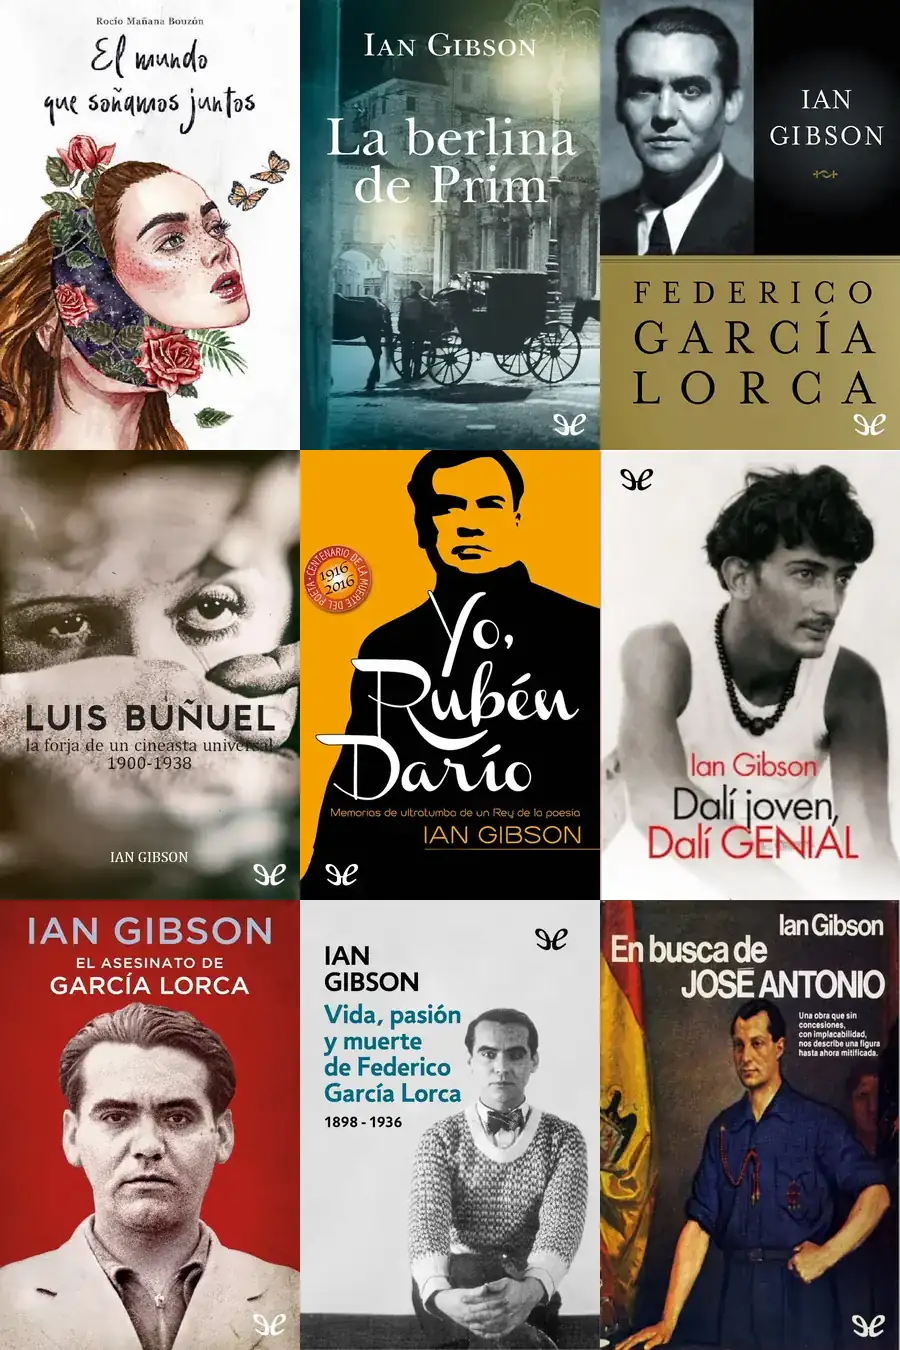 Rocío Mañana Bouzón
El mundo
que soñamos juntos
IAN GIBSON
La berlina
de Prim
IAN
GIBSON
FEDERICO
GARCÍA
LORCA
LUIS BUÑUEL
la forja de un cineasta universal
1900-1938
IAN GIBSON
CENTENARIO DE LA MUERTE DEL POETA
1916
2016
Yo,
Rubén
Darío
Memorias de ultratumba de un Rey de la poesía
IAN GIBSON
Ian Gibson
Dalí joven,
Dalí GENIAL
IAN GIBSON
EL ASESINATO DE
GARCÍA LORCA
IAN
GIBSON
Vida, pasión
y muerte
de Federico
García Lorca
1898 - 1936
Ian Gibson
En busca de
JOSÉ ANTONIO
Una obra que sin
concesiones,
con implacabilidad,
nos describe una figura
hasta ahora mitificada.